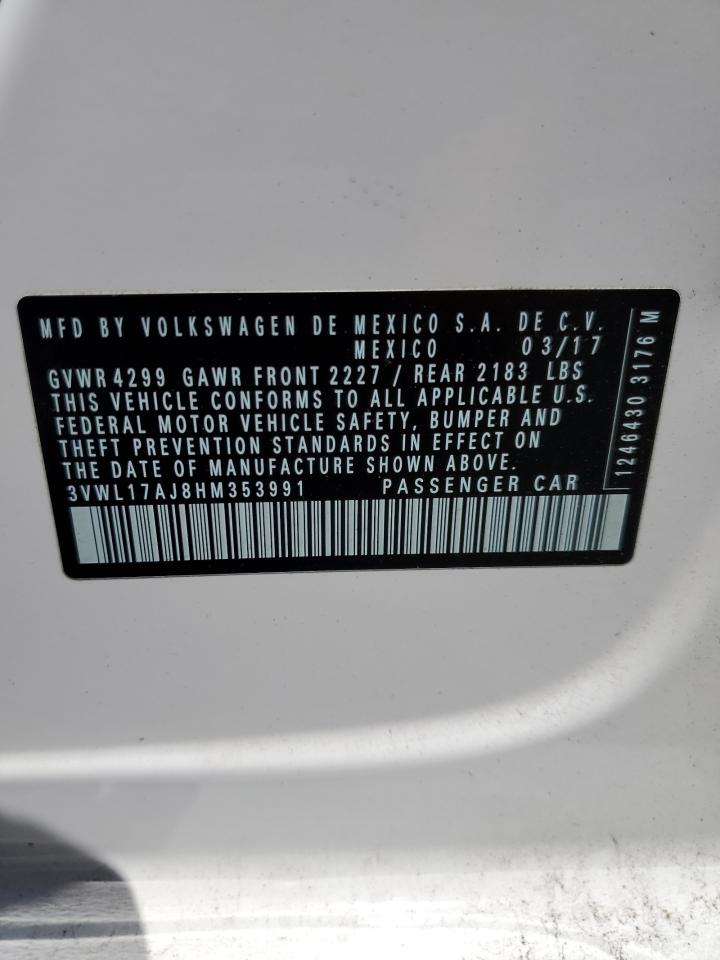 MFD BY VOLKSWAGEN DE MEXICO S.A. DE C.V.
MEXICO 03/17
GVWR 4299 GAWR FRONT 2227 / REAR 2183 LBS
THIS VEHICLE CONFORMS TO ALL APPLICABLE U.S.
FEDERAL MOTOR VEHICLE SAFETY, BUMPER AND
THEFT PREVENTION STANDARDS IN EFFECT ON
THE DATE OF MANUFACTURE SHOWN ABOVE.
3VWL17AJ8HM353991 PASSENGER CAR
1246430 3176 M